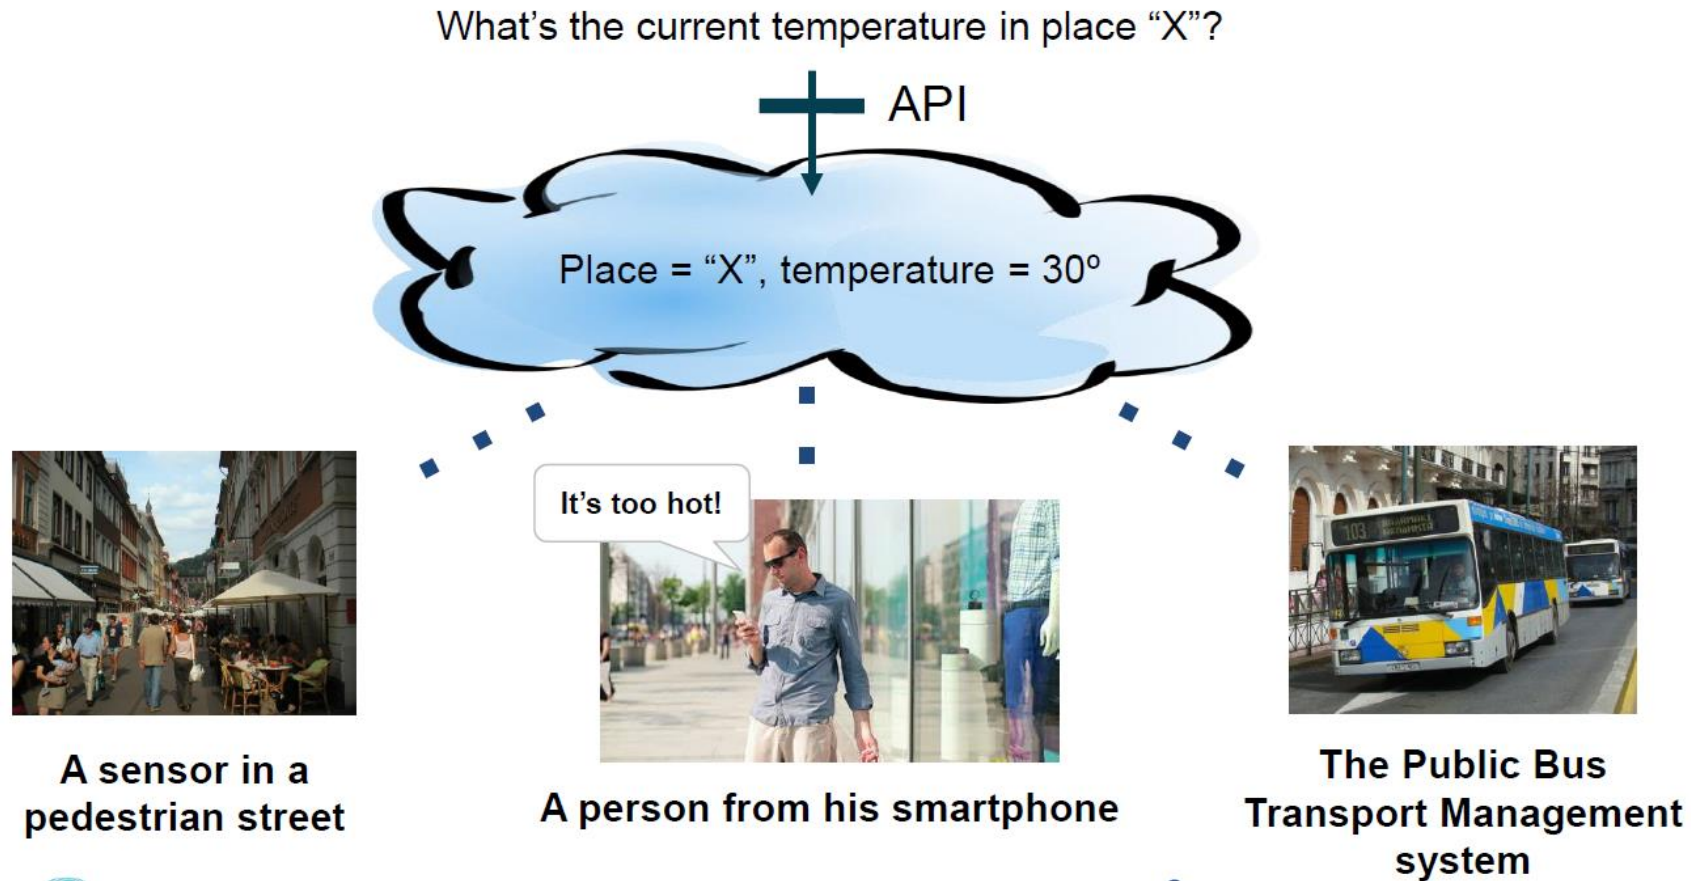 What's the current temperature in place “X”?
API
Place = “X”, temperature = 30º
It's too hot!
103
A sensor in a
pedestrian street
A person from his smartphone
The Public Bus
Transport Management
system